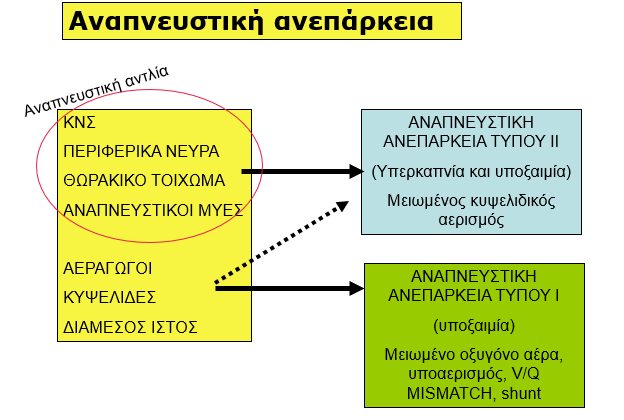 Αναπνευστική ανεπάρκεια
Αναπνευστική αντλία
ΚΝΣ
ΠΕΡΙΦΕΡΙΚΑ ΝΕΥΡΑ
ΘΩΡΑΚΙΚΟ ΤΟΙΧΩΜΑ
ΑΝΑΠΝΕΥΣΤΙΚΟΙ ΜΥΕΣ
ΑΕΡΑΓΩΓΟΙ
ΚΥΨΕΛΙΔΕΣ
ΔΙΑΜΕΣΟΣ ΙΣΤΟΣ
ΑΝΑΠΝΕΥΣΤΙΚΗ
ΑΝΕΠΑΡΚΕΙΑ ΤΥΠΟΥ ΙΙ
(Υπερκαπνία και υποξαιμία)
Μειωμένος κυψελιδικός
αερισμός
ΑΝΑΠΝΕΥΣΤΙΚΗ
ΑΝΕΠΑΡΚΕΙΑ ΤΥΠΟΥ Ι
(υποξαιμία)
Μειωμένο οξυγόνο αέρα,
υποαερισμός, V/Q
MISMATCH, shunt